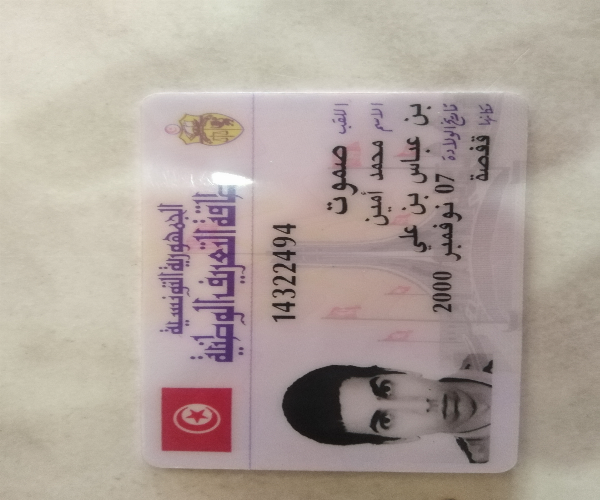 الجمهورية التونسية
بطاقة التعريف الوطنية
14322494
اللقب صموت
الاسم محمد أمين
بن عباس بن علي
تاريخ الولادة 07 نوفمبر 2000
مكانها قفصة